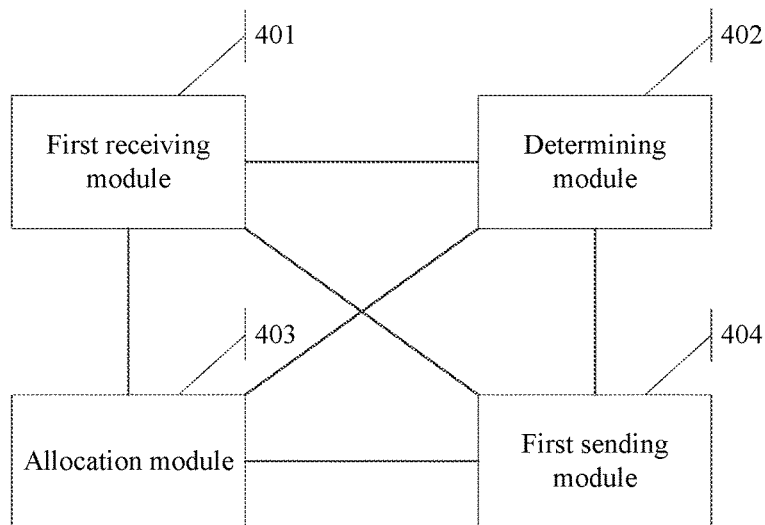 401
402
First receiving
module
Determining
module
403
404
Allocation module
First sending
module